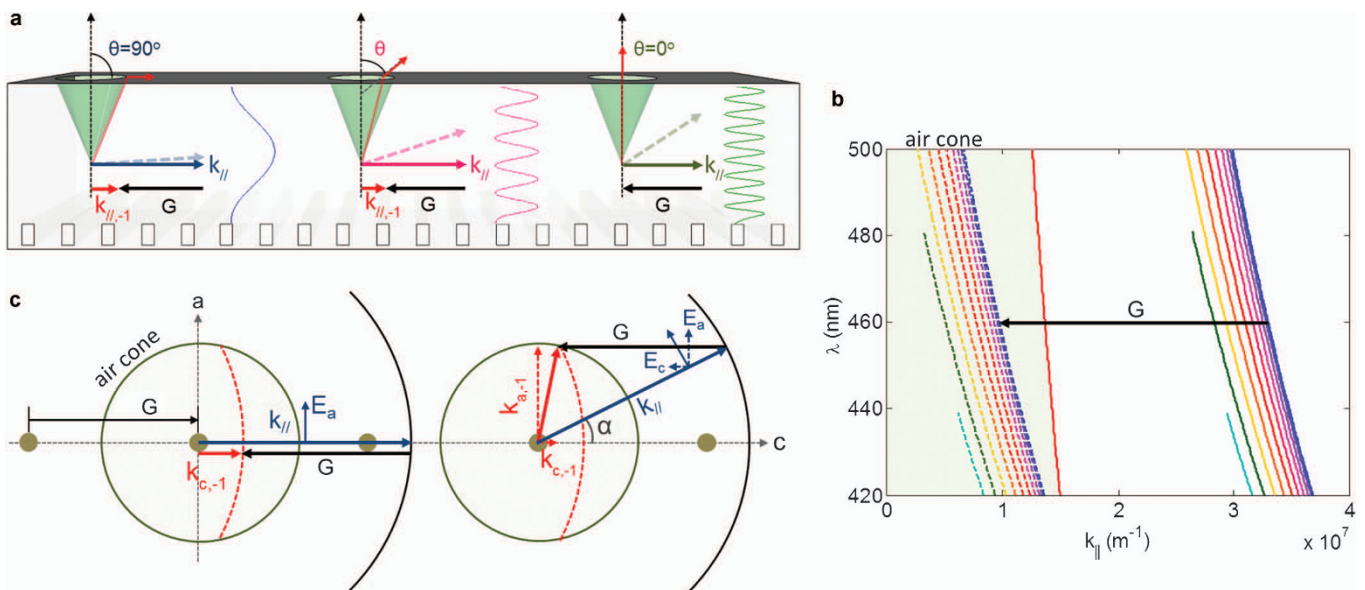 a
θ=90°
θ
θ=0°
k//
k//
k//
k//,-1
G
k//,-1
G
G
b
air cone
500
480
460
440
420
λ (nm)
G
0
1
2
3
4
k|| (m⁻¹)
x 10⁷
c
a
air cone
G
k//
Ea
kc,-1
G
G
Ea
Ec
k||
ka,-1
α
kc,-1
c